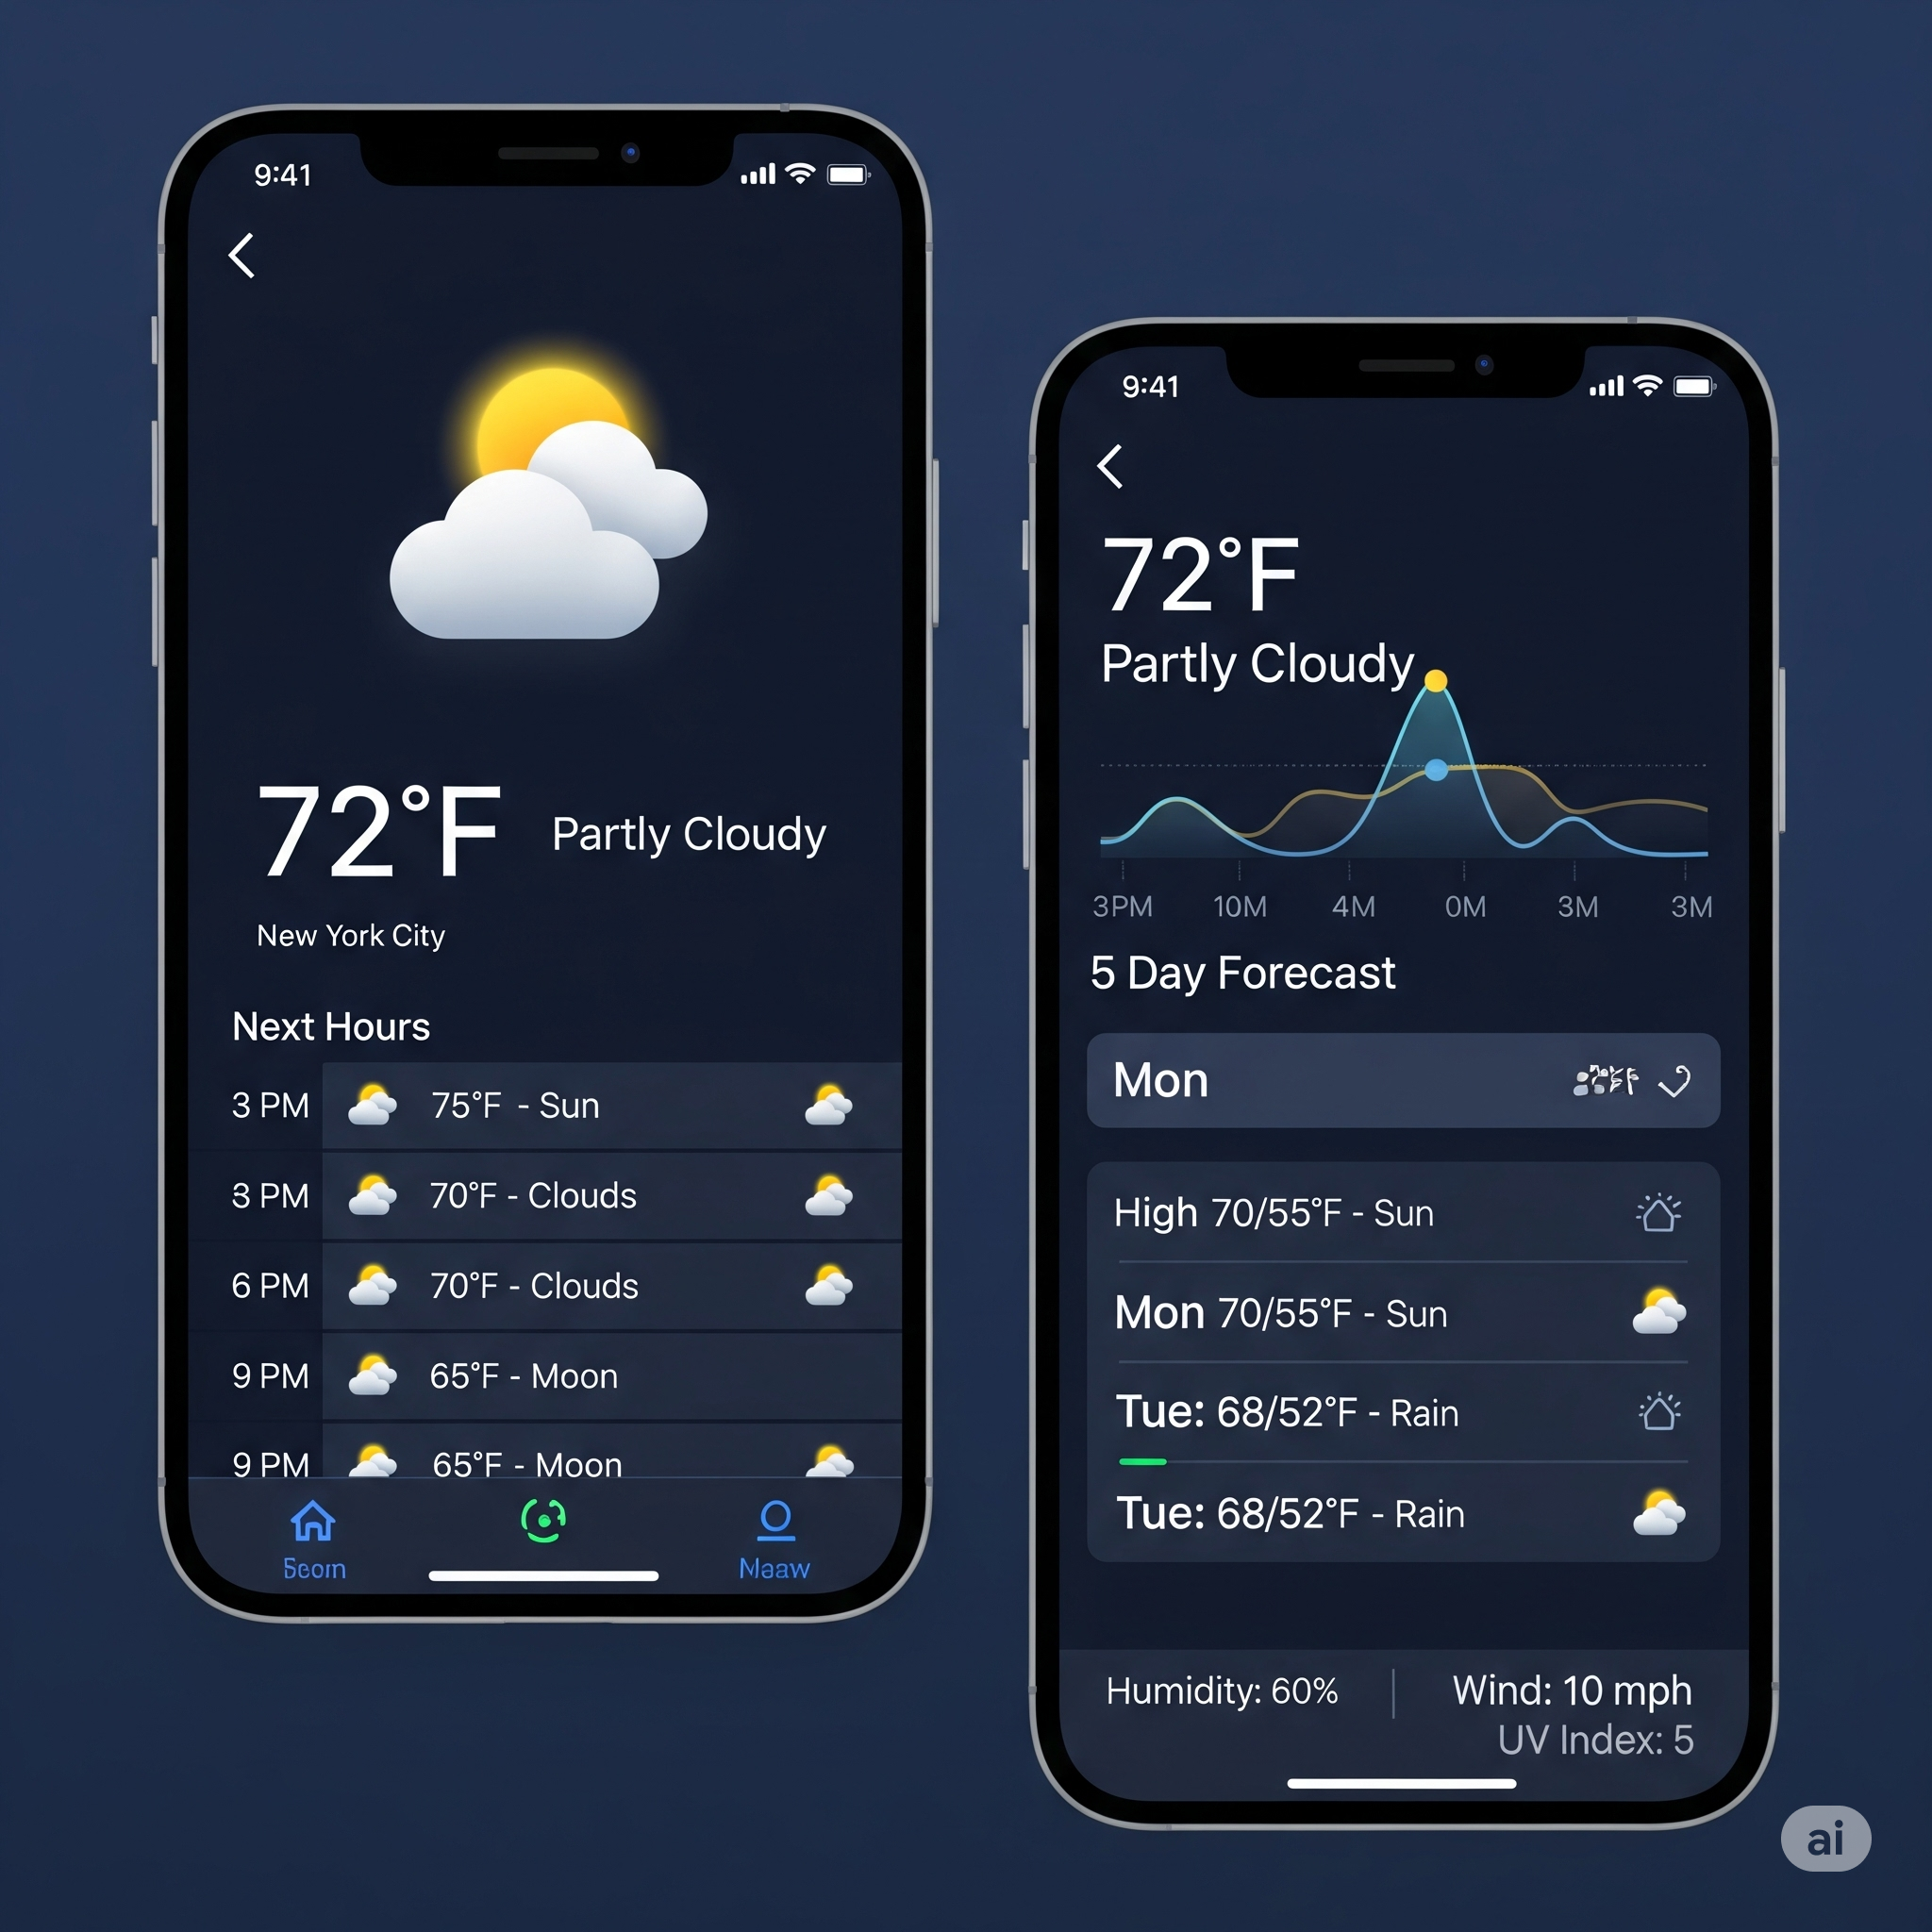 9:41
72°F Partly Cloudy
New York City
Next Hours
3 PM 75°F - Sun
3 PM 70°F - Clouds
6 PM 70°F - Clouds
9 PM 65°F - Moon
9 PM 65°F - Moon
Seom Maaw
9:41
72°F
Partly Cloudy
3PM 10M 4M 0M 3M 3M
5 Day Forecast
Mon
High 70/55°F - Sun
Mon 70/55°F - Sun
Tue: 68/52°F - Rain
Tue: 68/52°F - Rain
Humidity: 60% Wind: 10 mph
UV Index: 5
ai